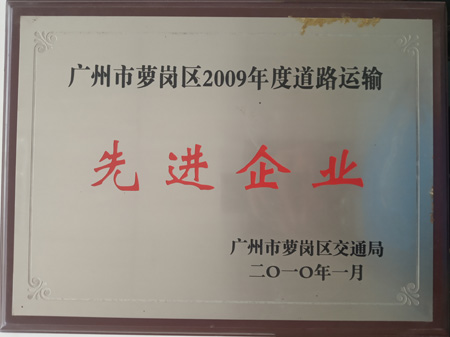 广州市萝岗区2009年度道路运输
先进企业
广州市萝岗区交通局
二〇一〇年一月